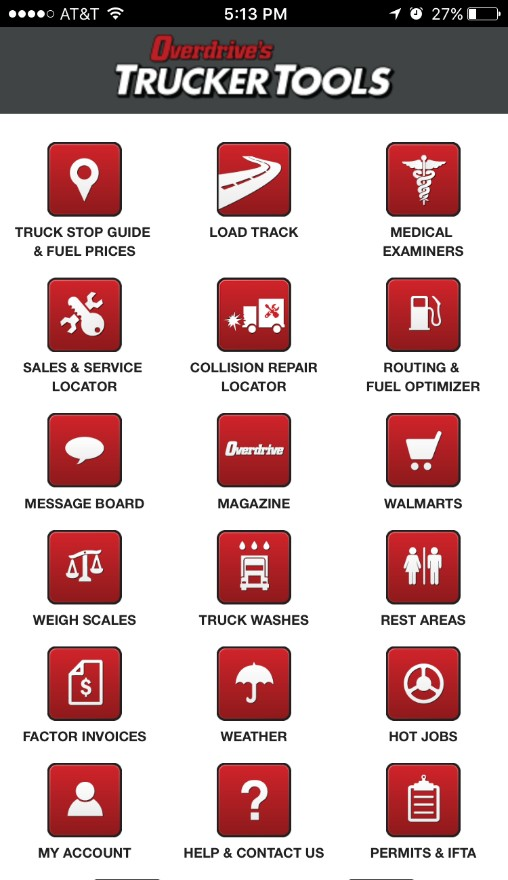 AT&T 5:13 PM 27%
Overdrive's
TRUCKER TOOLS
TRUCK STOP GUIDE
& FUEL PRICES
LOAD TRACK
MEDICAL
EXAMINERS
SALES & SERVICE
LOCATOR
COLLISION REPAIR
LOCATOR
ROUTING &
FUEL OPTIMIZER
Overdrive
MESSAGE BOARD
MAGAZINE
WALMARTS
WEIGH SCALES
TRUCK WASHES
REST AREAS
$
FACTOR INVOICES
WEATHER
HOT JOBS
?
MY ACCOUNT
HELP & CONTACT US
PERMITS & IFTA